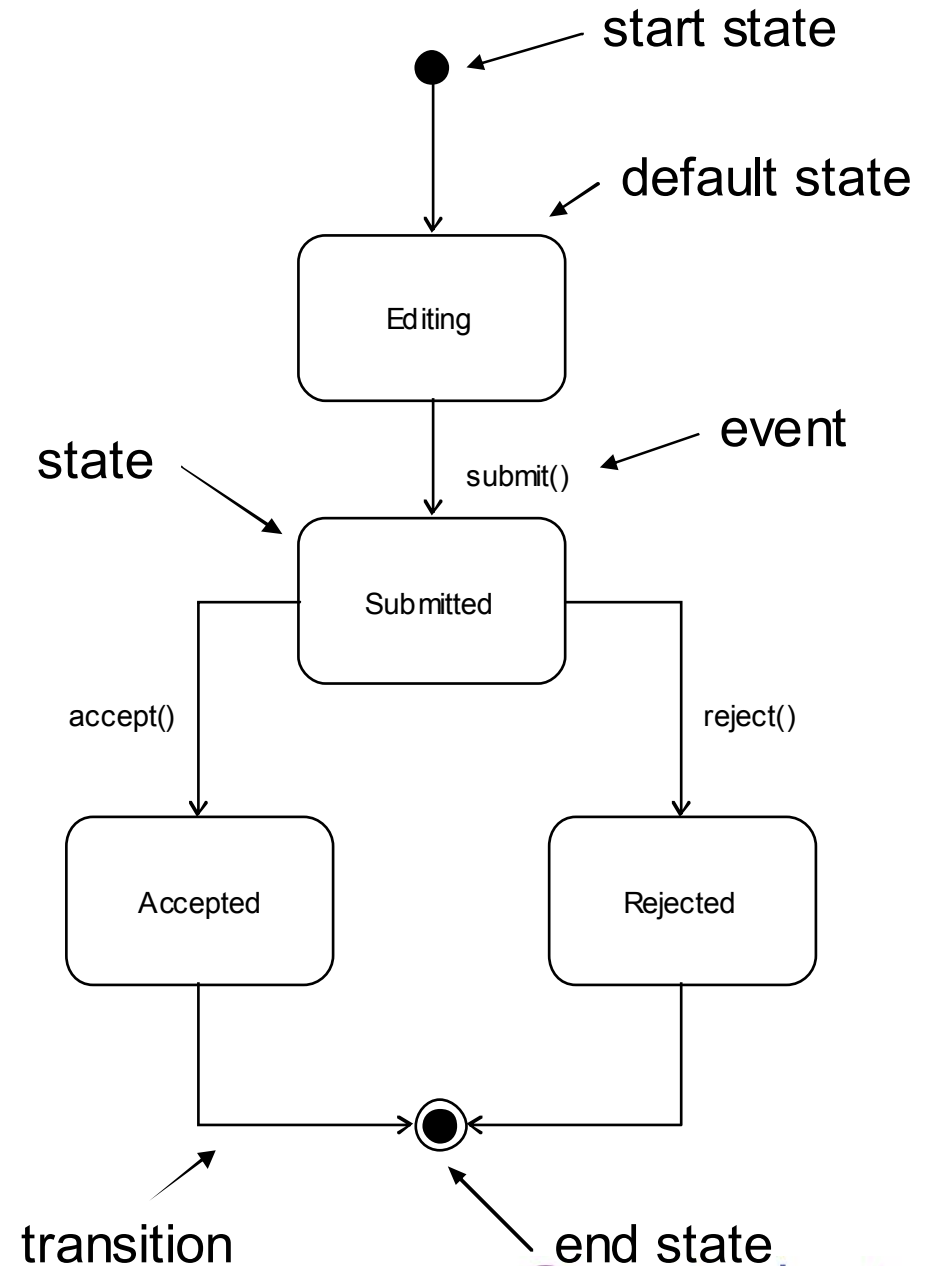 start state
default state
Editing
event
state
submit()
Submitted
accept()
reject()
Accepted
Rejected
transition
end state